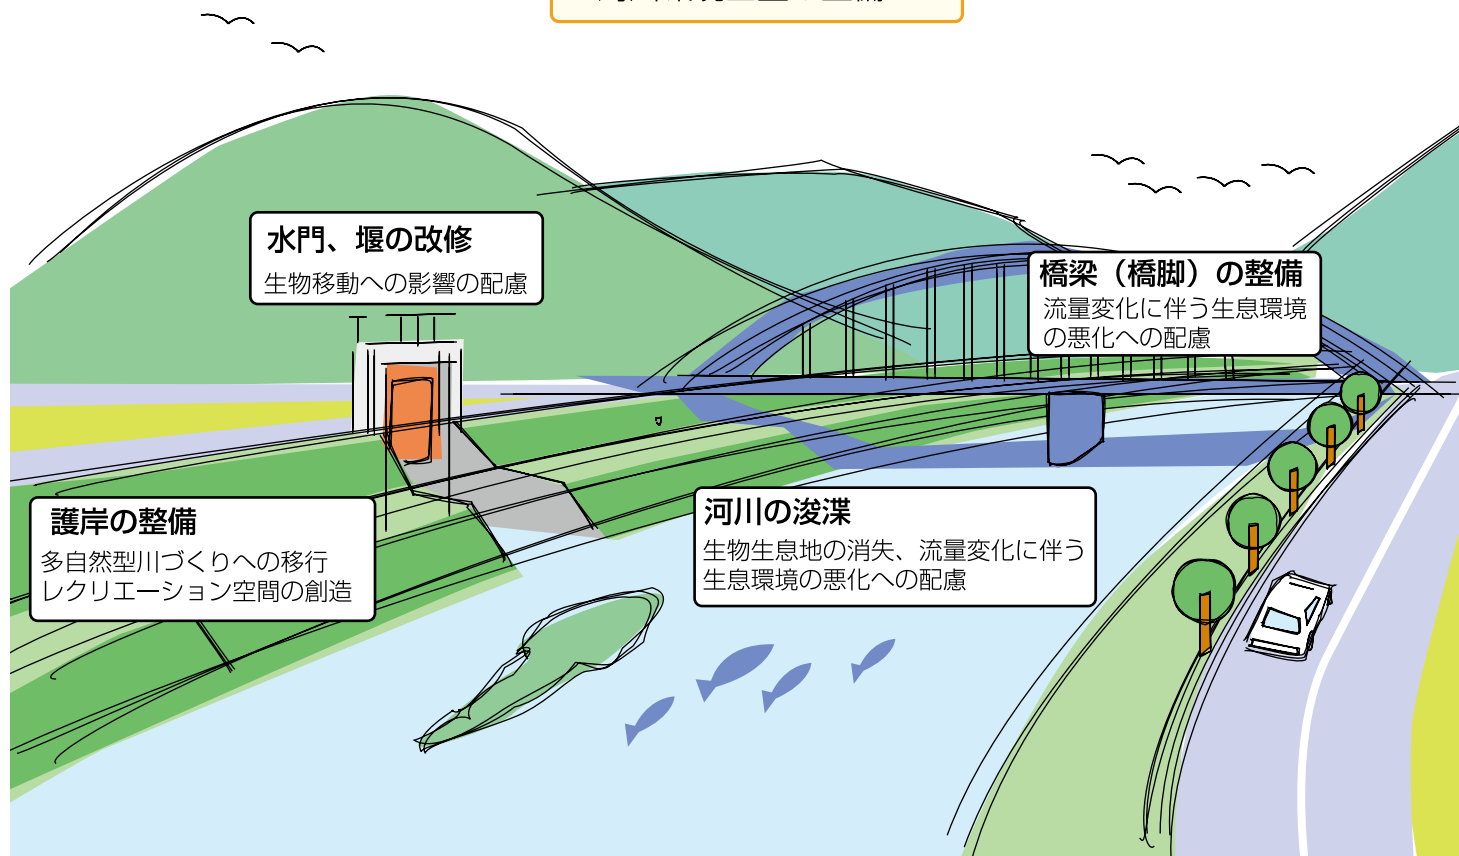 水門、堰の改修
生物移動への影響の配慮
橋梁（橋脚）の整備
流量変化に伴う生息環境
の悪化への配慮
護岸の整備
多自然型川づくりへの移行
レクリエーション空間の創造
河川の浚渫
生物生息地の消失、流量変化に伴う
生息環境の悪化への配慮